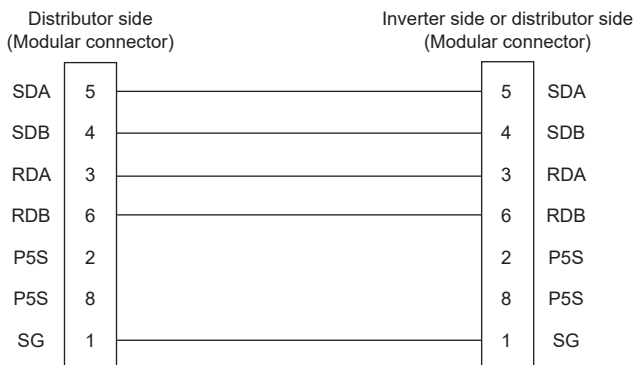 Distributor side
(Modular connector)
Inverter side or distributor side
(Modular connector)
SDA 5 5 SDA
SDB 4 4 SDB
RDA 3 3 RDA
RDB 6 6 RDB
P5S 2 2 P5S
P5S 8 8 P5S
SG 1 1 SG